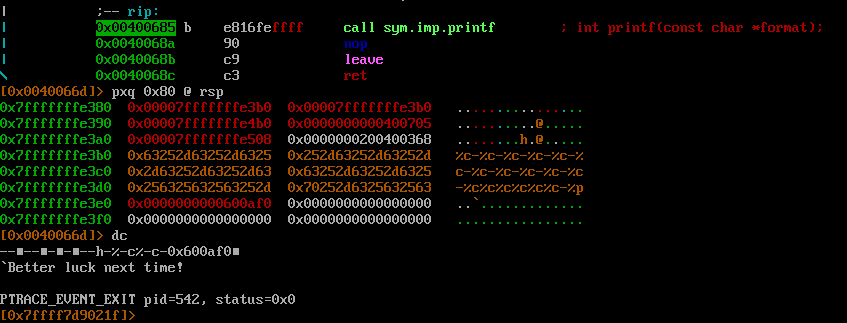 |           ;-- rip:
|           0x00400685 b    e816feffff     call sym.imp.printf        ; int printf(const char *format);
|           0x0040068a      90             nop
|           0x0040068b      c9             leave
\           0x0040068c      c3             ret
[0x0040066d]> pxq 0x80 @ rsp
0x7fffffffe380  0x00007fffffffe3b0  0x00007fffffffe3b0   ................
0x7fffffffe390  0x00007fffffffe4b0  0x0000000000400705   ..........@.....
0x7fffffffe3a0  0x00007fffffffe508  0x0000000200400368   ........h.@.....
0x7fffffffe3b0  0x63252d63252d6325  0x252d63252d63252d   %c-%c-%c-%c-%c-%
0x7fffffffe3c0  0x2d63252d63252d63  0x63252d63252d6325   c-%c-%c-%c-%c-%c
0x7fffffffe3d0  0x256325632563252d  0x70252d6325632563   -%c%c%c%c%c%c-%p
0x7fffffffe3e0  0x0000000000600af0  0x0000000000000000   ..`.............
0x7fffffffe3f0  0x0000000000000000  0x0000000000000000   ................
[0x0040066d]> dc
--■--■-■-■--h-%-c%-c-0x600af0■
`Better luck next time!
PTRACE_EVENT_EXIT pid=542, status=0x0
[0x7ffff7d9021f]>